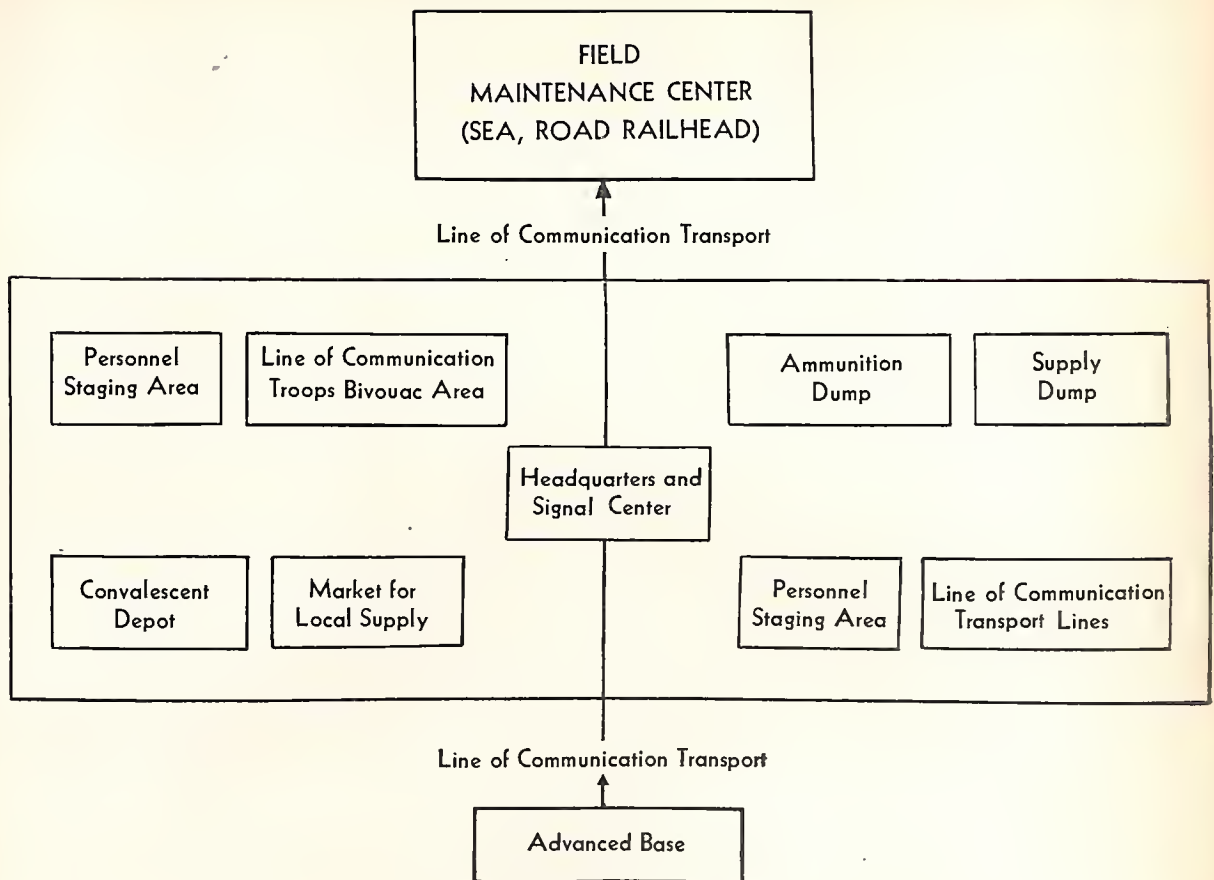 FIELD
MAINTENANCE CENTER
(SEA, ROAD RAILHEAD)
Line of Communication Transport
Personnel
Staging Area
Line of Communication
Troops Bivouac Area
Ammunition
Dump
Supply
Dump
Headquarters and
Signal Center
Convalescent
Depot
Market for
Local Supply
Personnel
Staging Area
Line of Communication
Transport Lines
Line of Communication Transport
Advanced Base